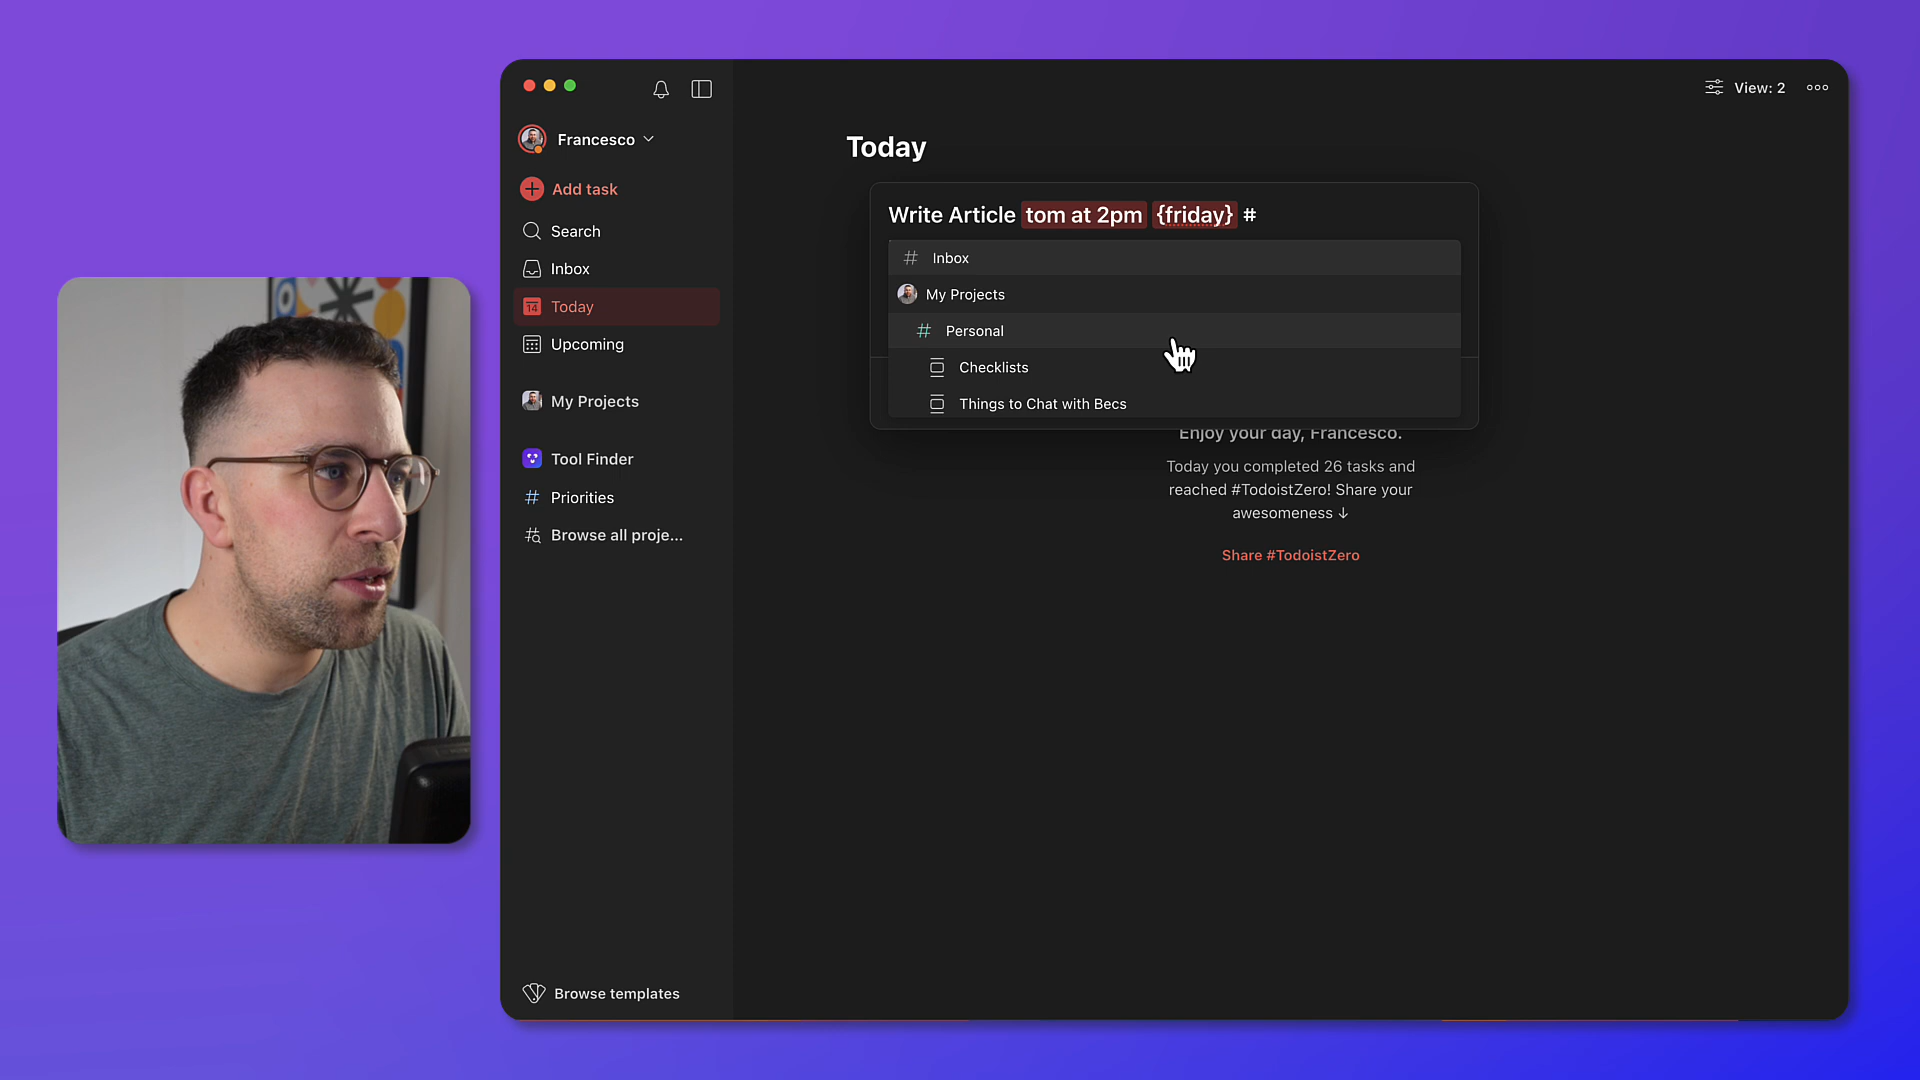 View: 2
Francesco
Add task
Search
Inbox
14
Today
Upcoming
My Projects
Tool Finder
# Priorities
Browse all proje...
Browse templates
Today
Write Article tom at 2pm {friday} #
# Inbox
My Projects
# Personal
Checklists
Things to Chat with Becs
Enjoy your day, Francesco.
Today you completed 26 tasks and
reached #TodoistZero! Share your
awesomeness ↓
Share #TodoistZero